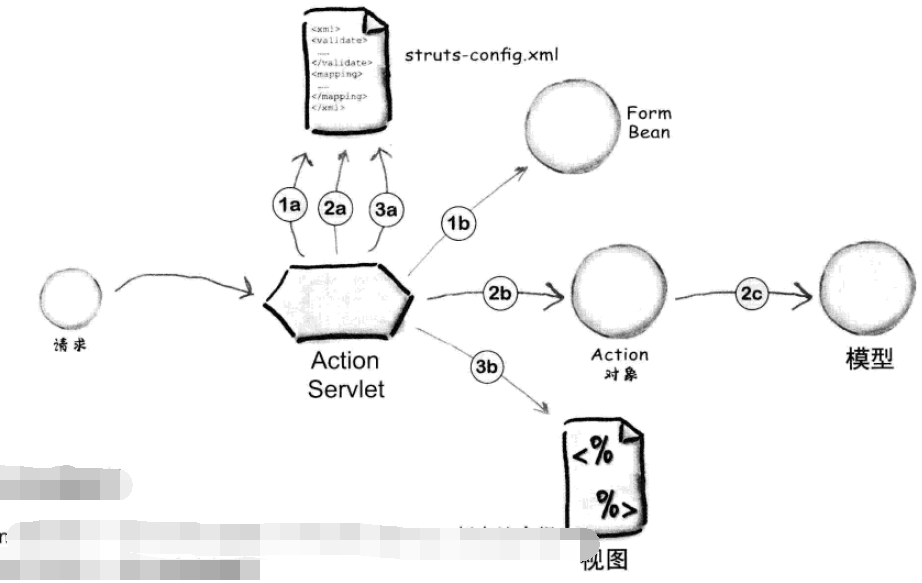 <xml>
<validate>
......
</validate>
<mapping>
......
</mapping>
</xml>
struts-config.xml
Form
Bean
1a
2a
3a
1b
2b
2c
请求
Action
Servlet
3b
Action
对象
模型
<%
%>
视图